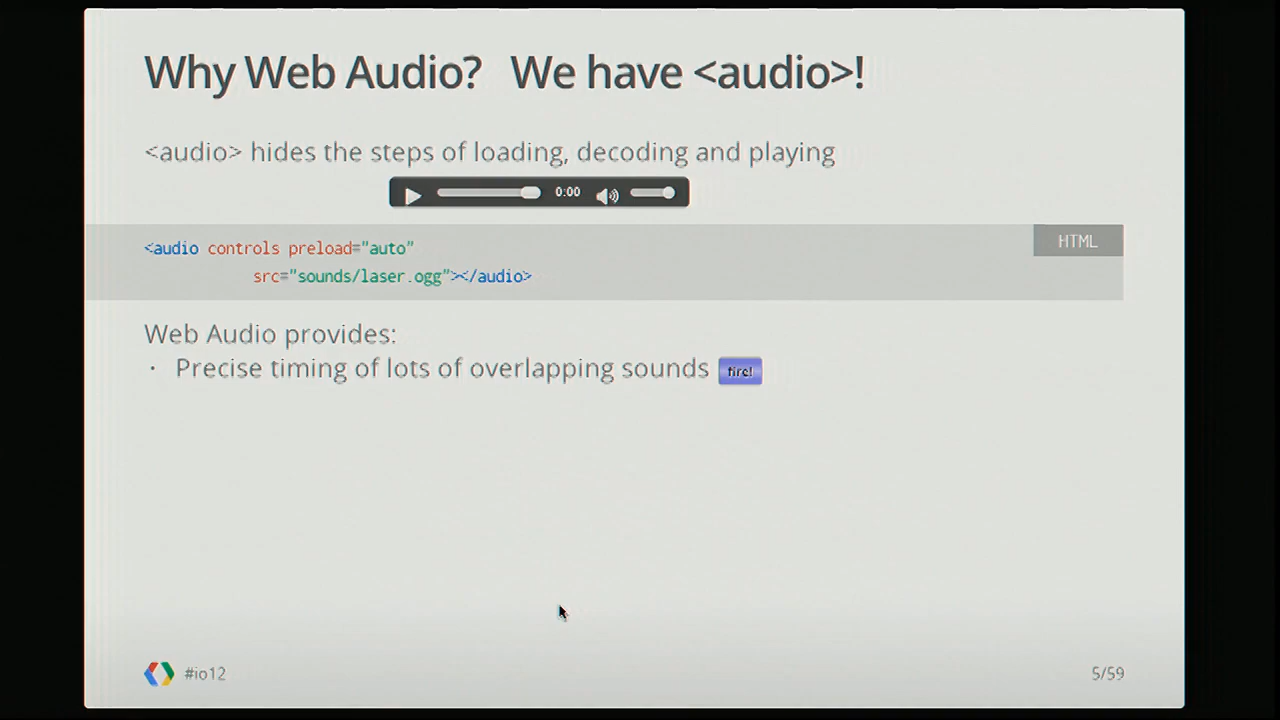 Why Web Audio? We have <audio>!
<audio> hides the steps of loading, decoding and playing
0:00
<audio controls preload="auto"
HTML
src="sounds/laser.ogg"></audio>
Web Audio provides:
· Precise timing of lots of overlapping sounds fire!
#io12
5/59